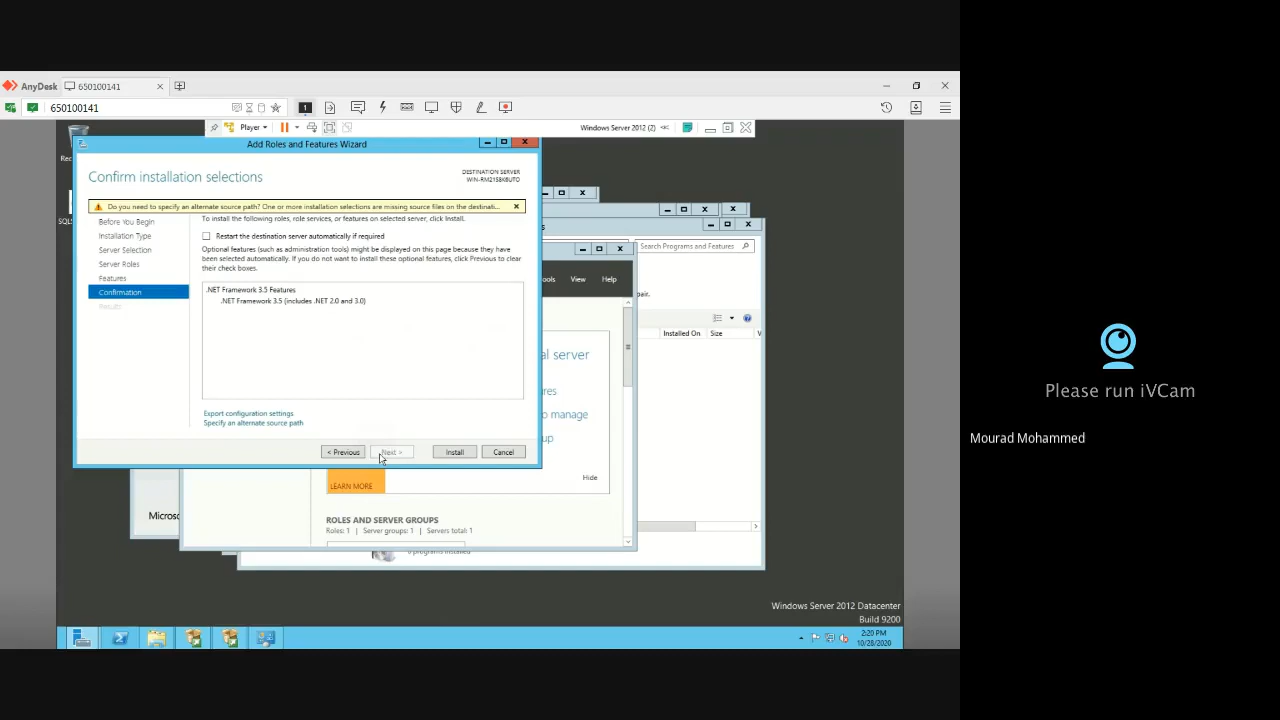 AnyDesk
650100141
650100141
1
Player
Windows Server 2012 (2)
Add Roles and Features Wizard
Confirm installation selections
DESTINATION SERVER
Do you need to specify an alternate source path? One or more installation selections are missing source files on the destinati...
Before You Begin
Installation Type
Server Selection
Server Roles
Features
Confirmation
Results
To install the following roles, role services, or features on selected server, click Install.
Restart the destination server automatically if required
Optional features (such as administration tools) might be displayed on this page because they have
been selected automatically. If you do not want to install these optional features, click Previous to clear
their check boxes.
.NET Framework 3.5 Features
.NET Framework 3.5 (includes .NET 2.0 and 3.0)
Export configuration settings
Specify an alternate source path
< Previous
Next >
Install
Cancel
Search Programs and Features
ools
View
Help
pair.
Installed On
Size
al server
ures
o manage
up
LEARN MORE
Hide
Micros
ROLES AND SERVER GROUPS
Roles: 1 | Server groups: 1 | Servers total: 1
programs installed
Windows Server 2012 Datacenter
Build 9200
2:20 PM
10/28/2020
Please run iVCam
Mourad Mohammed